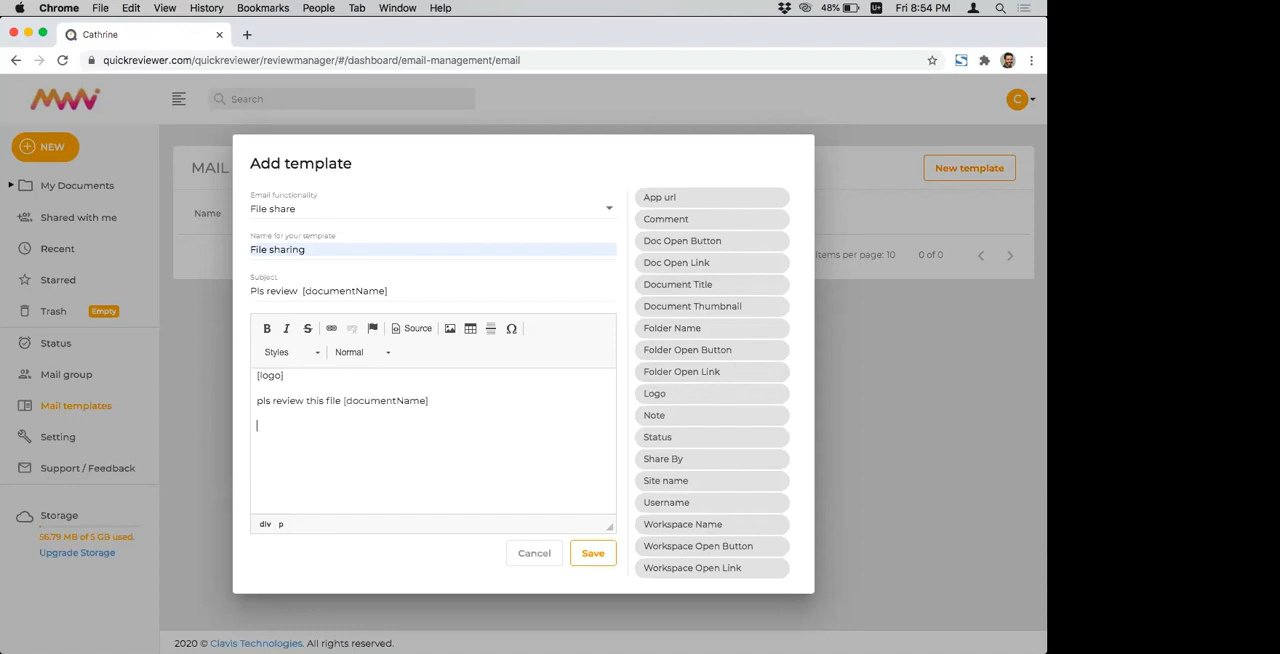 Chrome File Edit View History Bookmarks People Tab Window Help 48% U+ Fri 8:54 PM
Cathrine
quickreviewer.com/quickreviewer/reviewmanager/#/dashboard/email-management/email
Search
C
NEW
My Documents
Shared with me
Recent
Starred
Trash Empty
Status
Mail group
Mail templates
Setting
Support / Feedback
Storage
56.79 MB of 5 GB used.
Upgrade Storage
MAIL
New template
Name
Items per page: 10 0 of 0
Add template
Email functionality
File share
Name for your template
File sharing
Subject
Pls review [documentName]
B I S Source Ω
Styles Normal
[logo]
pls review this file [documentName]
div p
Cancel Save
App url
Comment
Doc Open Button
Doc Open Link
Document Title
Document Thumbnail
Folder Name
Folder Open Button
Folder Open Link
Logo
Note
Status
Share By
Site name
Username
Workspace Name
Workspace Open Button
Workspace Open Link
2020 © Clavis Technologies. All rights reserved.